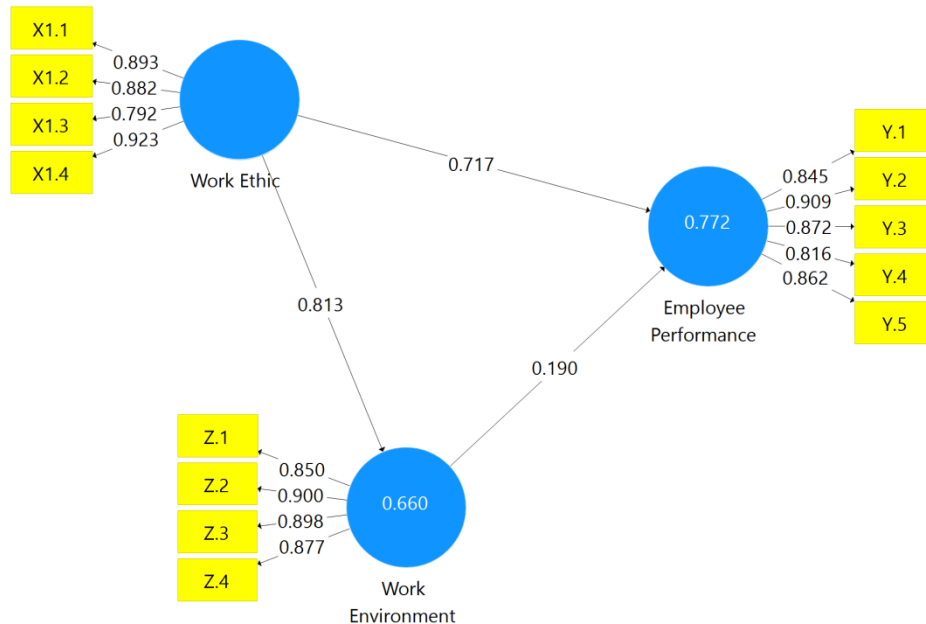 X1.1
X1.2
X1.3
X1.4
0.893
0.882
0.792
0.923
Work Ethic
0.717
0.813
0.772
Employee
Performance
0.845
0.909
0.872
0.816
0.862
Y.1
Y.2
Y.3
Y.4
Y.5
0.190
Z.1
Z.2
Z.3
Z.4
0.850
0.900
0.898
0.877
0.660
Work
Environment